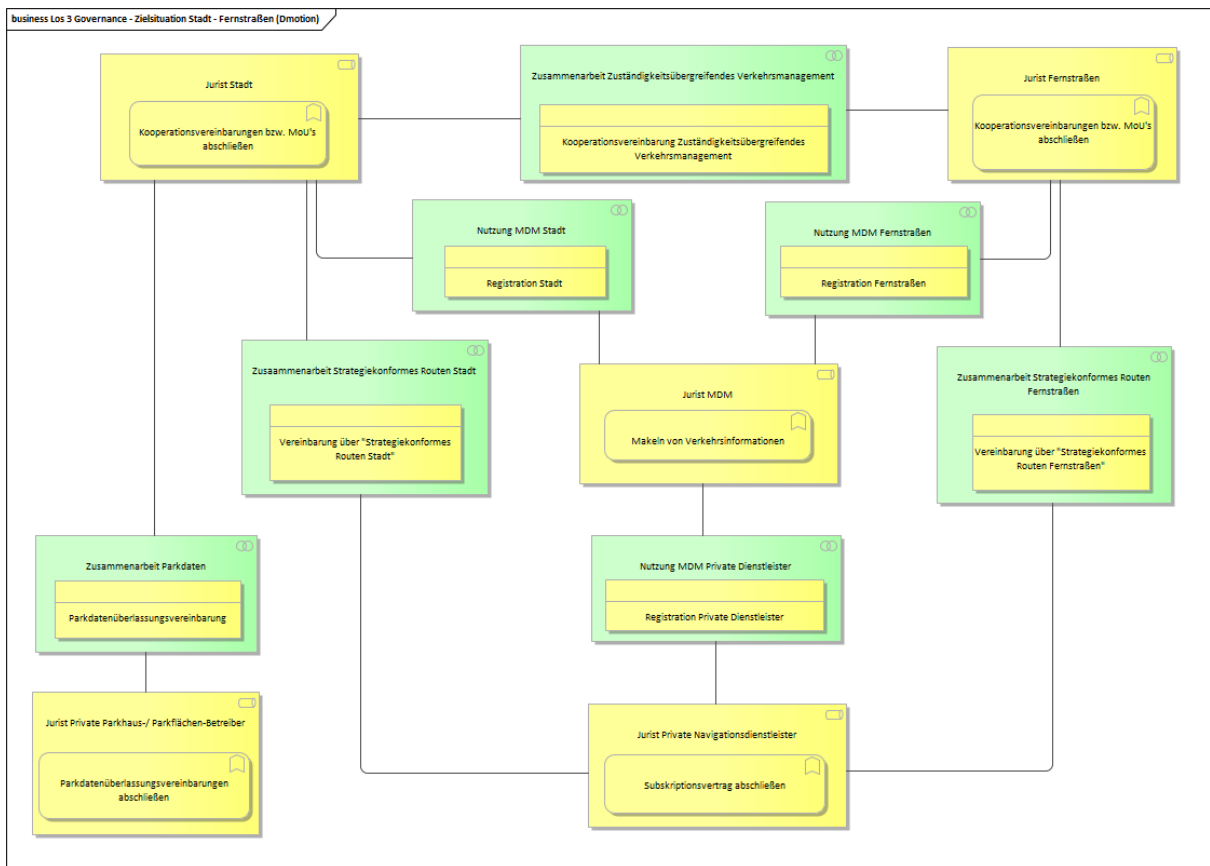 business Los 3 Governance - Zielsituation Stadt - Fernstraßen (Dmotion)
Jurist Stadt
Kooperationsvereinbarungen bzw. MoU's
abschließen
Zusammenarbeit Zuständigkeitsübergreifendes Verkehrsmanagement
Kooperationsvereinbarung Zuständigkeitsübergreifendes
Verkehrsmanagement
Jurist Fernstraßen
Kooperationsvereinbarungen bzw. MoU's
abschließen
Nutzung MDM Stadt
Registration Stadt
Nutzung MDM Fernstraßen
Registration Fernstraßen
Zusaammenarbeit Strategiekonformes Routen Stadt
Vereinbarung über "Strategiekonformes
Routen Stadt"
Jurist MDM
Makeln von Verkehrsinformationen
Zusammenarbeit Strategiekonformes Routen
Fernstraßen
Vereinbarung über "Strategiekonformes
Routen Fernstraßen"
Zusammenarbeit Parkdaten
Parkdatenüberlassungsvereinbarung
Nutzung MDM Private Dienstleister
Registration Private Dienstleister
Jurist Private Parkhaus-/ Parkflächen-Betreiber
Parkdatenüberlassungsvereinbarungen
abschließen
Jurist Private Navigationsdienstleister
Subskriptionsvertrag abschließen